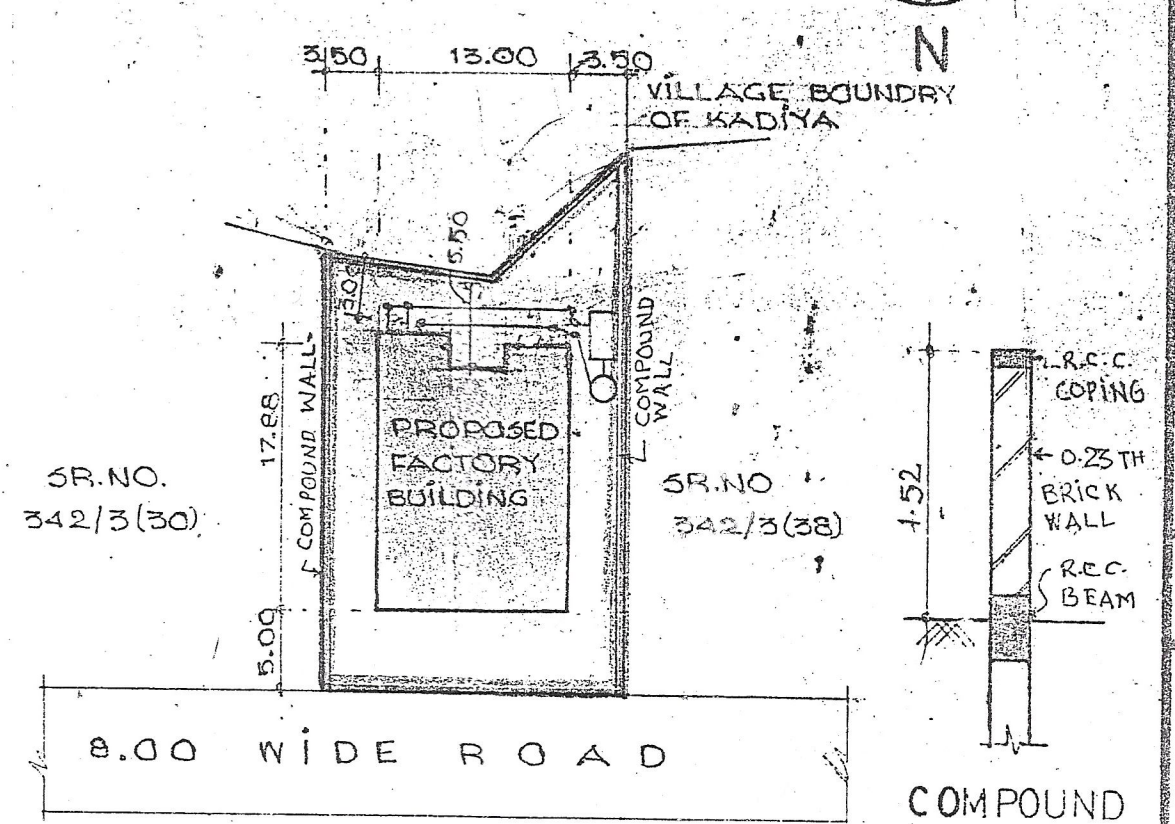 N
3.50 13.00 3.50
VILLAGE BOUNDRY
OF KADIYA
5.50
COMPOUND WALL
17.88
COMPOUND
WALL
PROPOSED
FACTORY
BUILDING
SR.NO.
342/3(30)
SR.NO
342/3(38)
5.00
8.00 WIDE ROAD
R.C.C.
COPING
0.23 TH
BRICK
WALL
1.52
R.C.C.
BEAM
COMPOUND